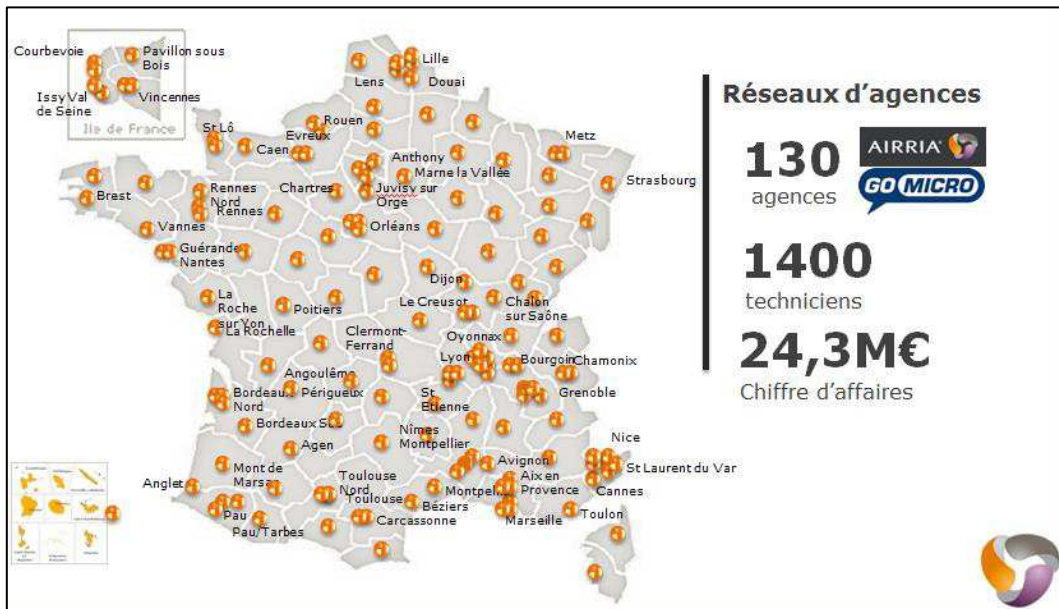 Courbevoie
Pavillon sous
Bois
Issy Val
de Seine
Vincennes
Ile de France
Lille
Lens
Douai
Rouen
St Lô
Evreux
Caen
Metz
Anthony
Marne la Vallée
Strasbourg
Brest
Rennes
Nord
Chartres
Juvisy sur
Orge
Rennes
Vannes
Orléans
Guérande
Nantes
Dijon
La
Roche
sur Yon
Poitiers
Le Creusot
Chalon
sur Saône
La Rochelle
Clermont-
Ferrand
Oyonnax
Lyon
Bourgoin
Chamonix
Angoulême
Bordeaux
Nord
Périgueux
St
Etienne
Grenoble
Bordeaux Sud
Nîmes
Montpellier
Agen
Nice
Mont de
Marsan
Avignon
St Laurent du Var
Anglet
Toulouse
Nord
Aix en
Provence
Cannes
Toulouse
Montpellier
Béziers
Pau
Carcassonne
Marseille
Toulon
Pau/Tarbes
Réseaux d'agences
130
agences
AIRRIA
GO MICRO
1400
techniciens
24,3M€
Chiffre d'affaires